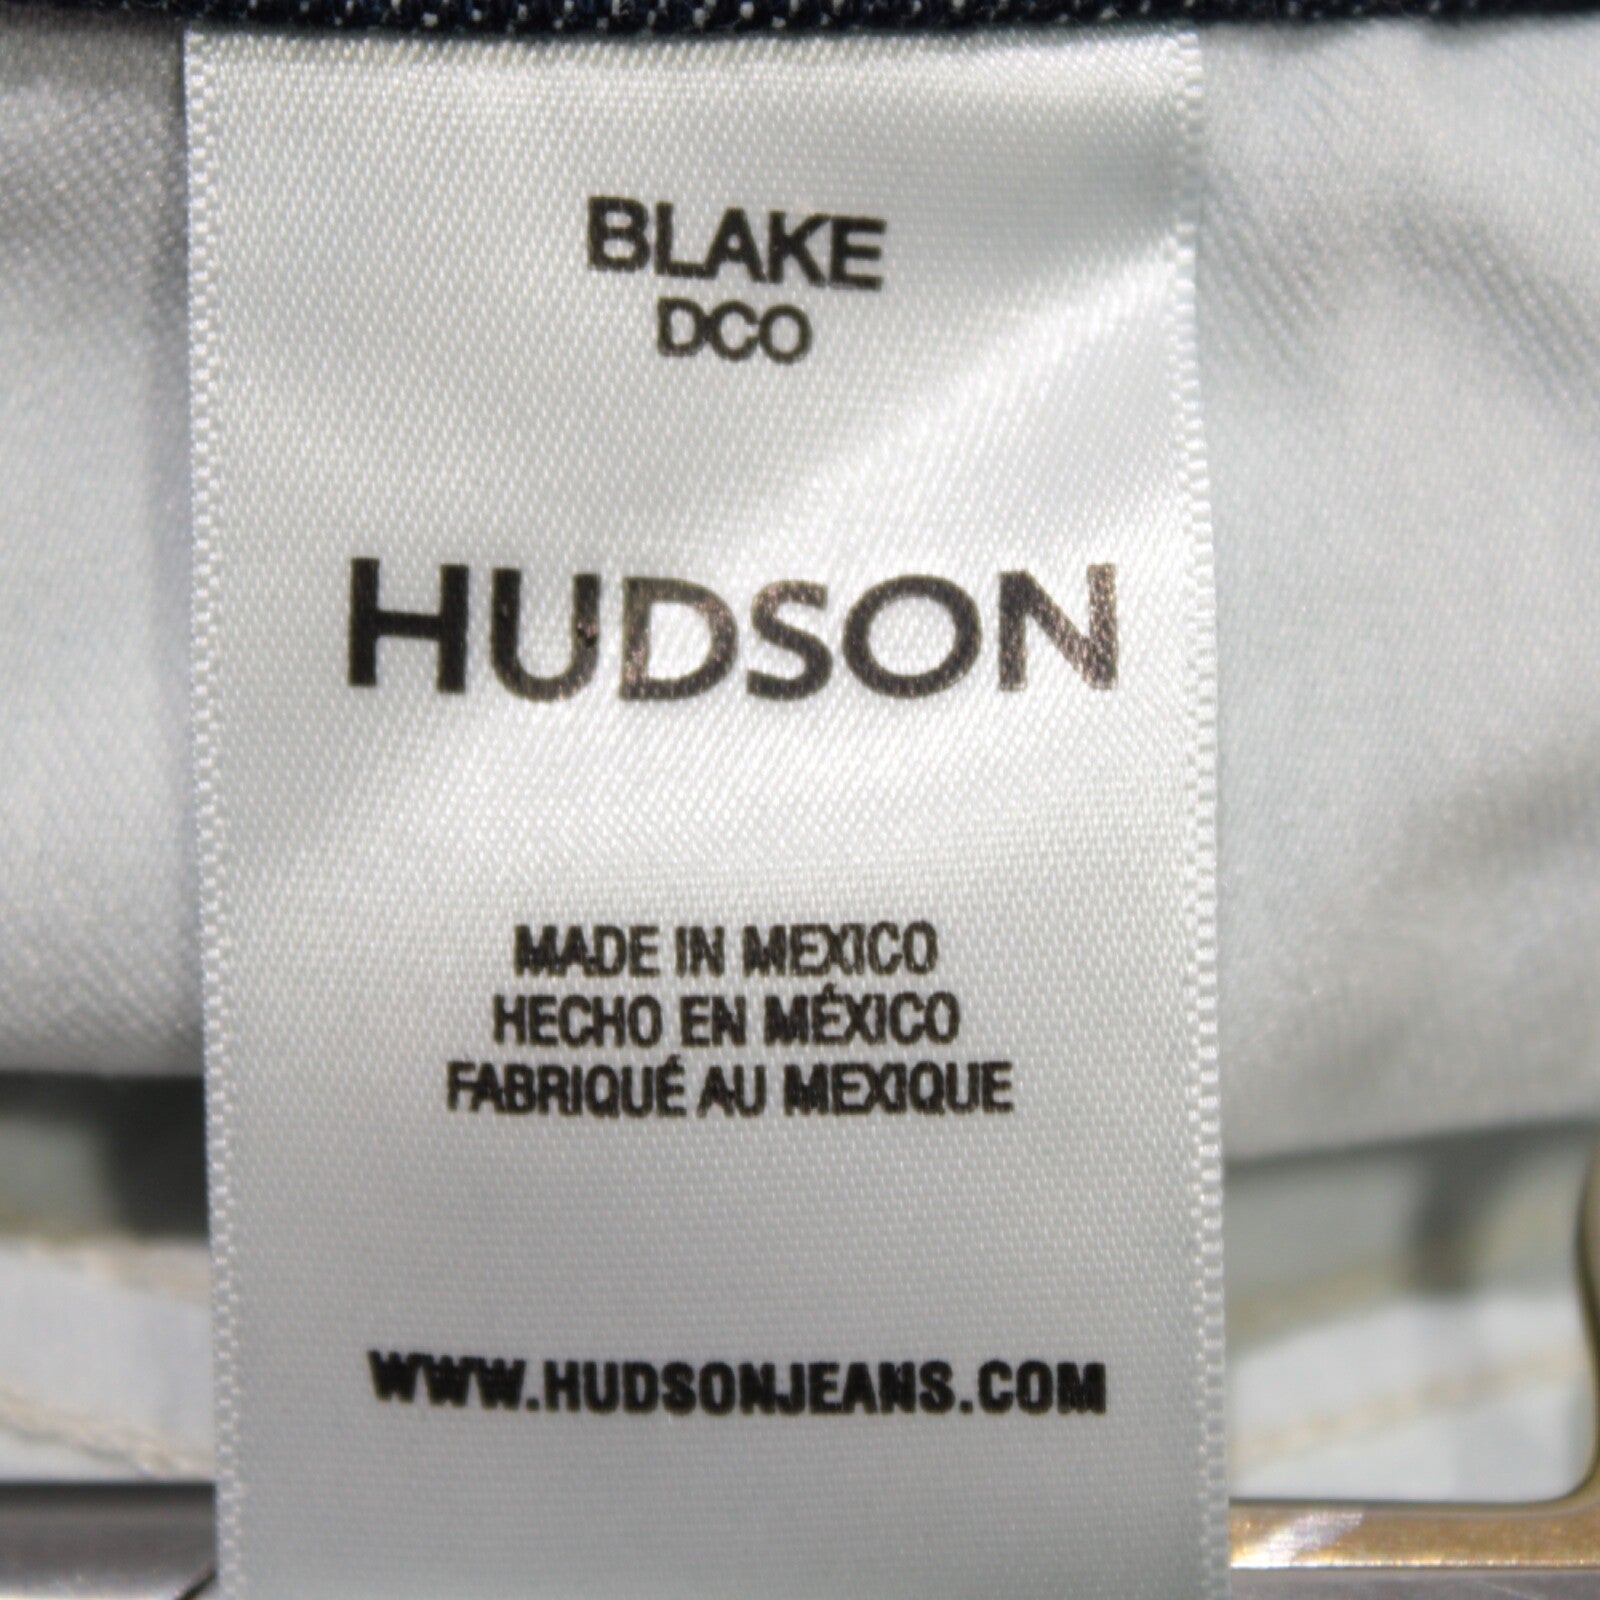 BLAKE
DCO
HUDSON
MADE IN MEXICO
HECHO EN MÉXICO
FABRIQUÉ AU MEXIQUE
WWW.HUDSONJEANS.COM